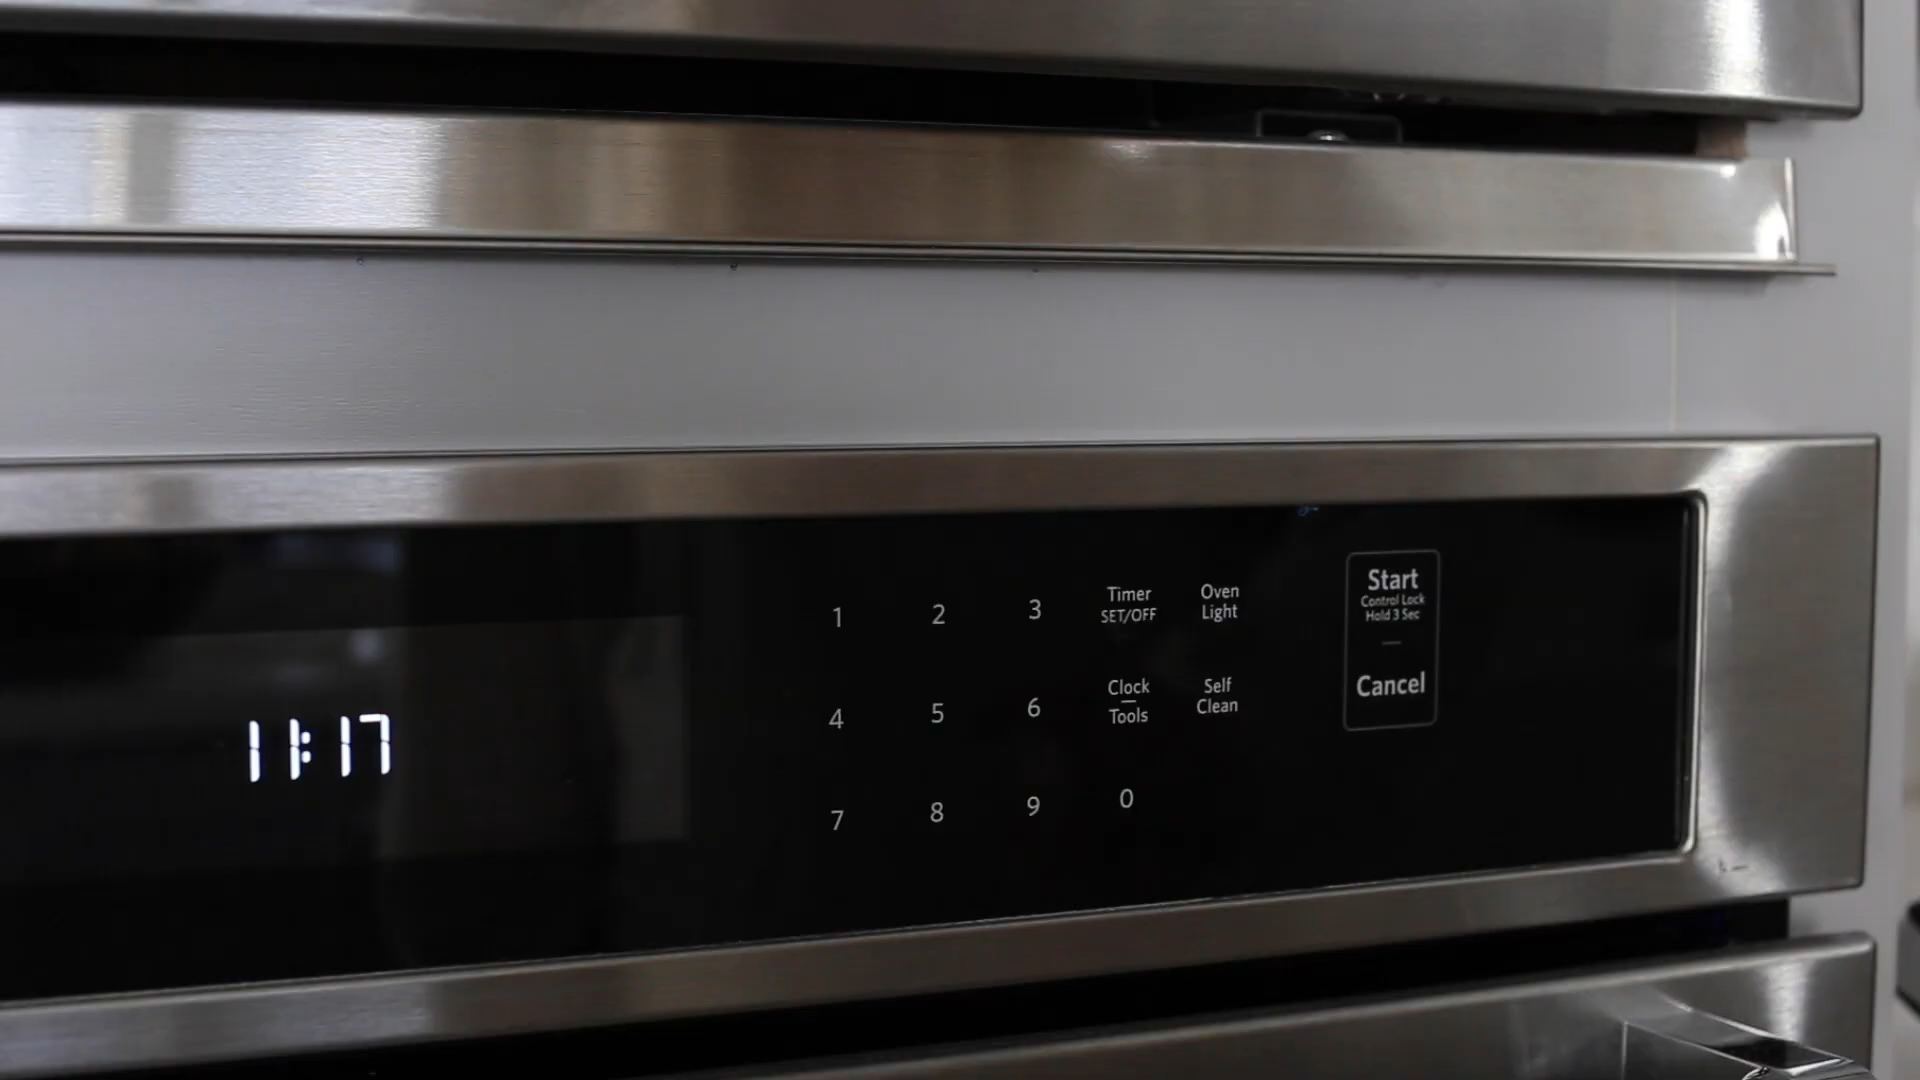 1 2 3 Timer Oven Start
SET/OFF Light Control Lock
Hold 3 Sec
Clock Self Cancel
4 5 6 Tools Clean
11:17
7 8 9 0